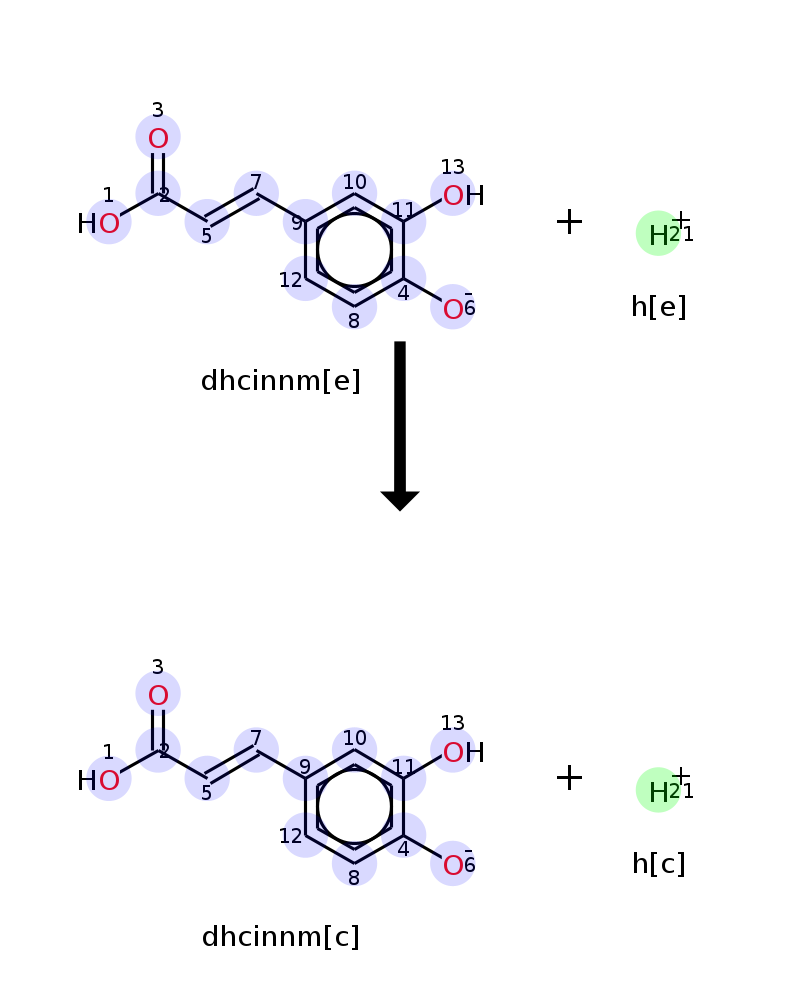 3
O
1
2
7
10
13
HO
5
9
11
OH
+
H21+
12
4
O6-
8
h[e]
dhcinnm[e]
3
O
1
2
7
10
13
HO
5
9
11
OH
+
H21+
12
4
O6-
8
h[c]
dhcinnm[c]